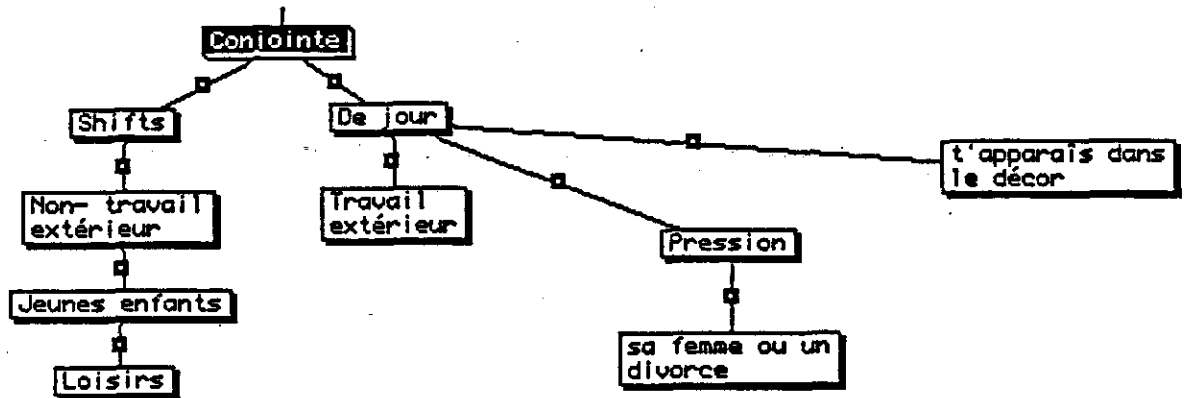 Conjointe
Shifts
De jour
t'apparaîs dans
le décor
Non- travail
extérieur
Travail
extérieur
Pression
Jeunes enfants
sa femme ou un
divorce
Loisirs